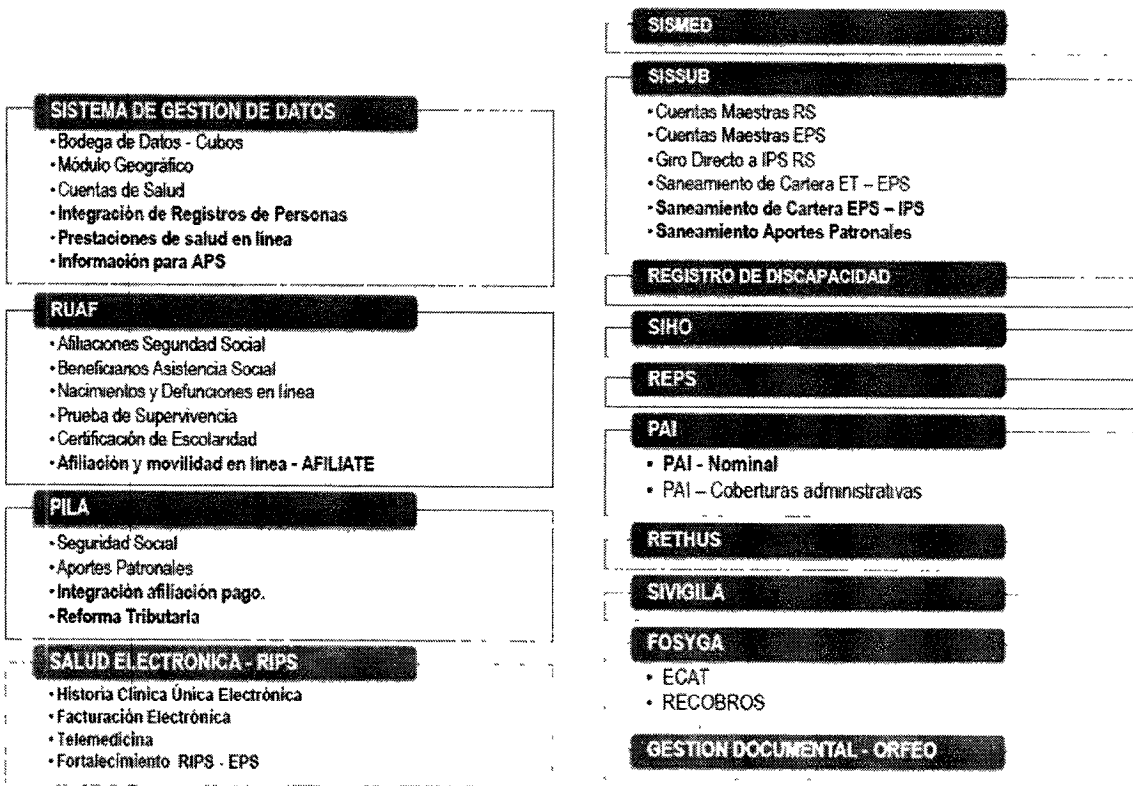 SISTEMA DE GESTION DE DATOS
• Bodega de Datos - Cubos
• Módulo Geográfico
• Cuentas de Salud
• Integración de Registros de Personas
• Prestaciones de salud en línea
• Información para APS
RUAF
• Afiliaciones Seguridad Social
• Beneficiarios Asistencia Social
• Nacimientos y Defunciones en línea
• Prueba de Supervivencia
• Certificación de Escolaridad
• Afiliación y movilidad en línea - AFILIATE
PILA
• Seguridad Social
• Aportes Patronales
• Integración afiliación pago.
• Reforma Tributaria
SALUD ELECTRONICA - RIPS
• Historia Clínica Única Electrónica
• Facturación Electrónica
• Telemedicina
• Fortalecimiento RIPS - EPS
SISMED
SISSUB
• Cuentas Maestras RS
• Cuentas Maestras EPS
• Giro Directo a IPS RS
• Saneamiento de Cartera ET – EPS
• Saneamiento de Cartera EPS – IPS
• Saneamiento Aportes Patronales
REGISTRO DE DISCAPACIDAD
SIHO
REPS
PAI
• PAI - Nominal
• PAI – Coberturas administrativas
RETHUS
SIVIGILA
FOSYGA
• ECAT
• RECOBROS
GESTION DOCUMENTAL - ORFEO